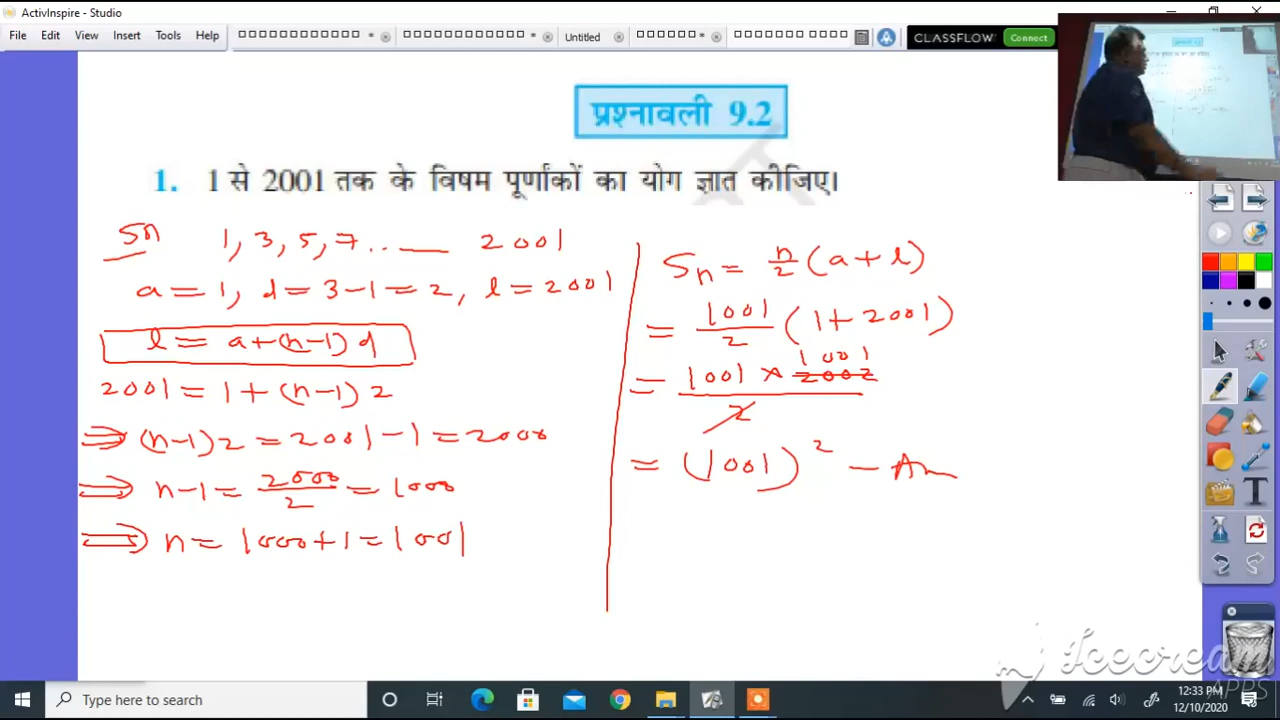 ActivInspire - Studio
File Edit View Insert Tools Help Untitled CLASSFLOW Connect
प्रश्नावली 9.2
1. 1 से 2001 तक के विषम पूर्णांकों का योग ज्ञात कीजिए।
Sn 1, 3, 5, 7 .. —— 2001
a = 1, d = 3-1 = 2, l = 2001
l = a+(n-1) d
2001 = 1 + (n-1) 2
⇒ (n-1) 2 = 2001 - 1 = 2000
⇒ n-1 = 2000/2 = 1000
⇒ n = 1000+1 = 1001
Sn = n/2 (a + l)
= 1001/2 (1 + 2001)
1001
= 1001 × 2002
2
= (1001)² - Ans
Icecream
APPS
Type here to search
12:33 PM
12/10/2020